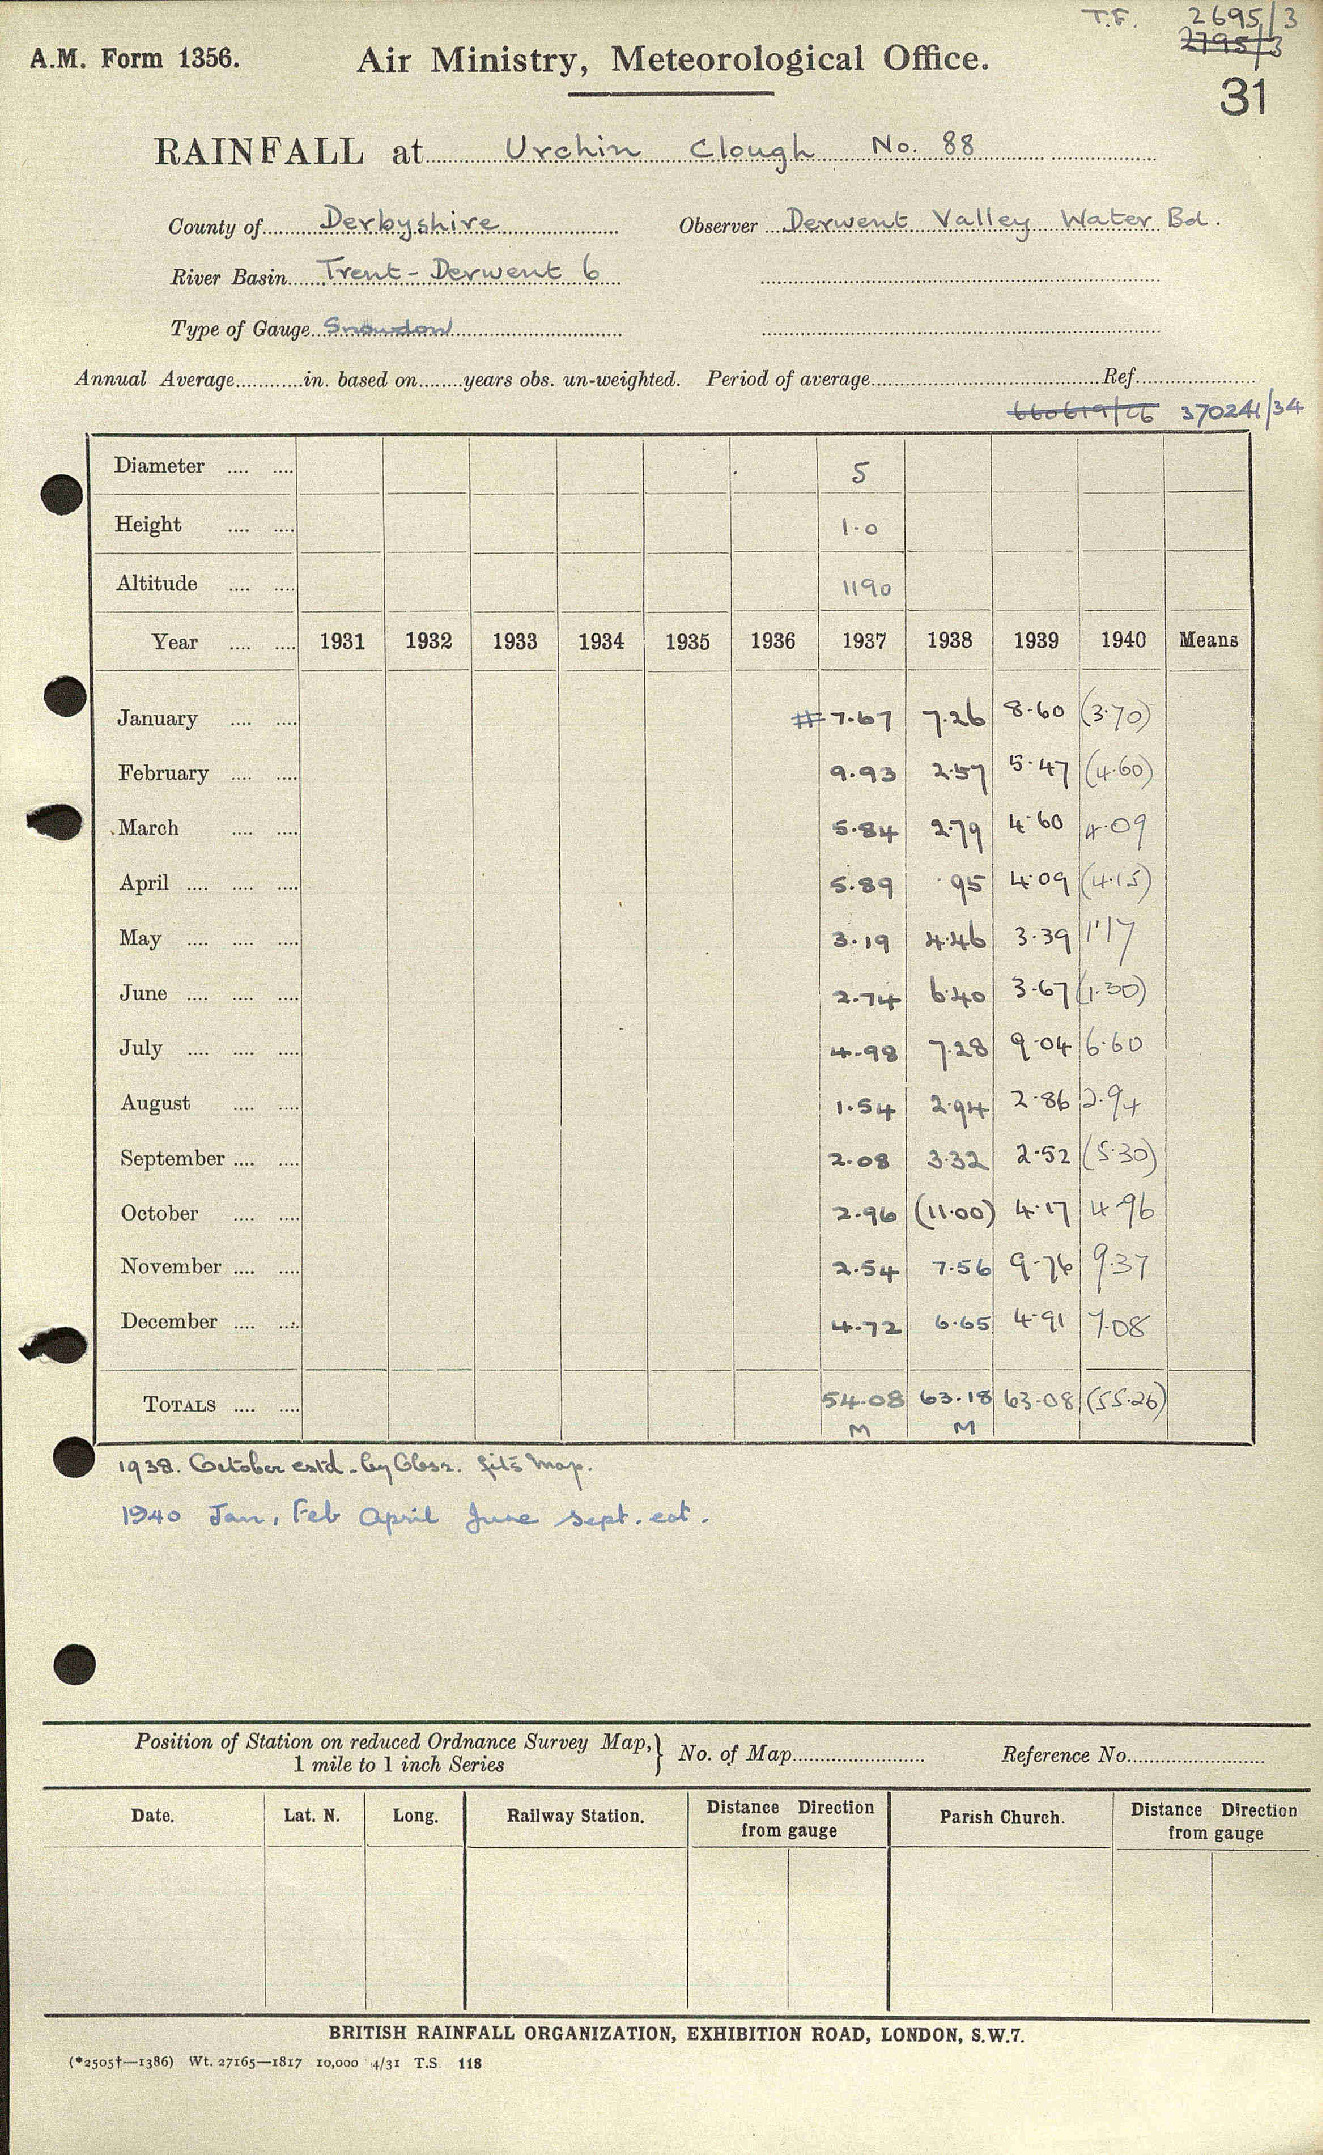 T.F. 2695/3
2795/3
A.M. Form 1356. Air Ministry, Meteorological Office.
31
RAINFALL at Urchin Clough No. 88
County of Derbyshire Observer Derwent Valley Water Bd.
River Basin Trent-Derwent 6
Type of Gauge Snowdon
Annual Average in. based on years obs. un-weighted. Period of average Ref.
370241/34
Diameter 5
Height 1.0
Altitude 1190
Year 1931 1932 1933 1934 1935 1936 1937 1938 1939 1940 Means
January # 7.67 7.26 8.60 (3.70)
February 9.93 2.57 5.47 (4.60)
March 5.84 2.79 4.60 4.09
April 5.89 .95 4.09 (4.15)
May 3.19 4.46 3.39 1.17
June 2.74 6.40 3.67 (1.30)
July 4.98 7.28 9.04 6.60
August 1.54 2.94 2.86 2.94
September 2.08 3.32 2.52 (5.30)
October 2.96 (11.00) 4.17 4.96
November 2.54 7.56 9.76 9.37
December 4.72 6.65 4.91 7.08
TOTALS 54.08 63.18 63.08 (55.26)
M M
1938. October estd. by Obsr. fits map.
1940 Jan, Feb April June Sept. est.
Position of Station on reduced Ordnance Survey Map,} No. of Map Reference No.
1 mile to 1 inch Series
Date. Lat. N. Long. Railway Station. Distance Direction from gauge Parish Church. Distance Direction from gauge
BRITISH RAINFALL ORGANIZATION, EXHIBITION ROAD, LONDON, S.W.7.
(*2505†—1386) Wt. 27165—1817 10,000 4/31 T.S. 118